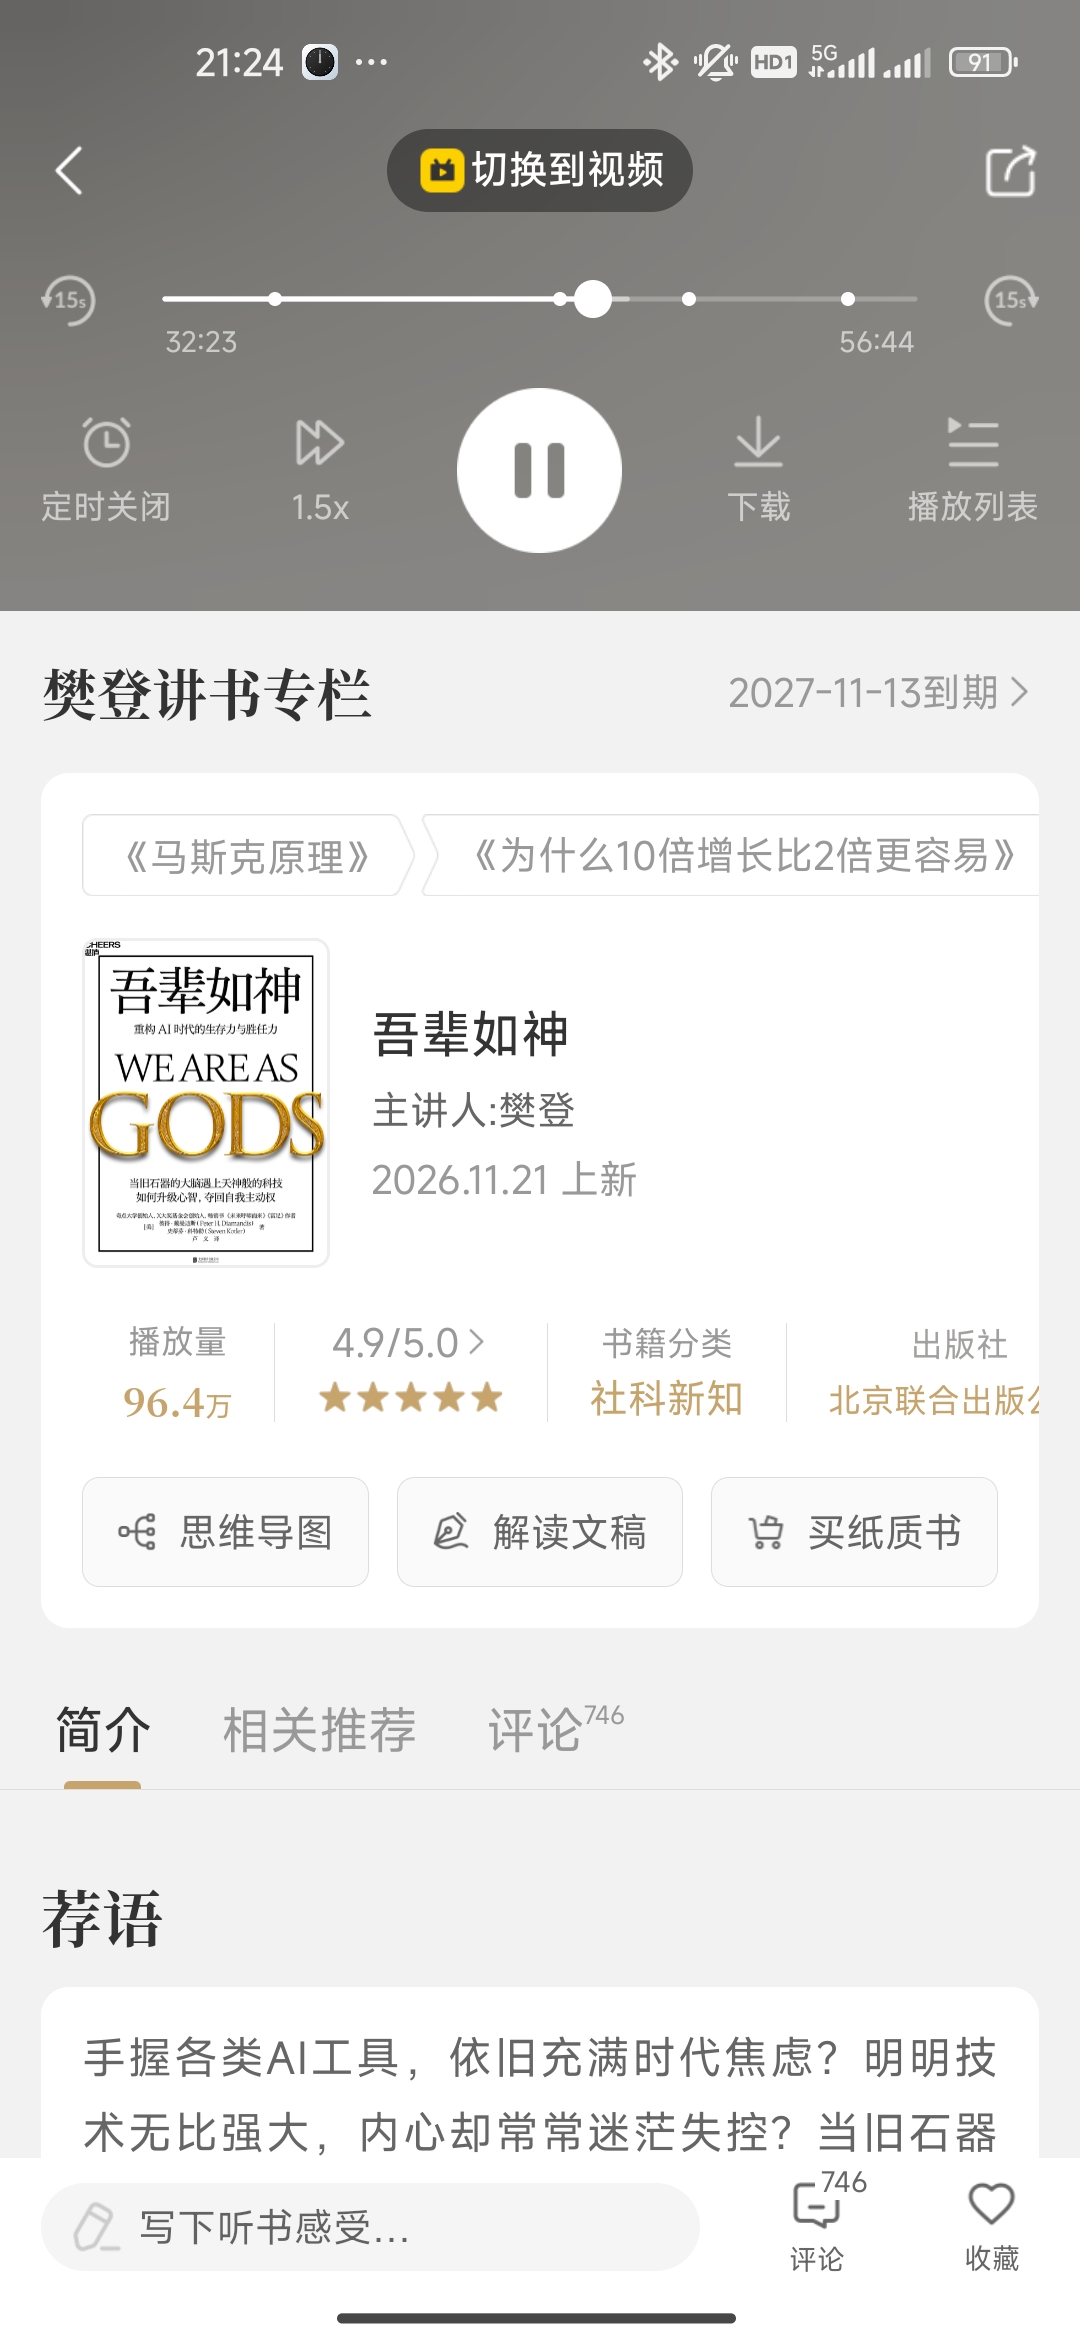 21:24
HD1
5G
91
切换到视频
15s
15s
32:23
56:44
定时关闭
1.5x
下载
播放列表
樊登讲书专栏
2027-11-13到期
《马斯克原理》
《为什么10倍增长比2倍更容易》
CHEERS
吾辈如神
重构 AI 时代的生存力与胜任力
WE ARE AS
GODS
当旧石器的大脑遇上天神般的科技
如何升级心智，夺回自我主动权
吾辈如神
主讲人:樊登
2026.11.21 上新
播放量
96.4万
4.9/5.0
书籍分类
社科新知
出版社
北京联合出版
思维导图
解读文稿
买纸质书
简介
相关推荐
评论746
荐语
手握各类AI工具，依旧充满时代焦虑？明明技
术无比强大，内心却常常迷茫失控？当旧石器
写下听书感受...
746
评论
收藏